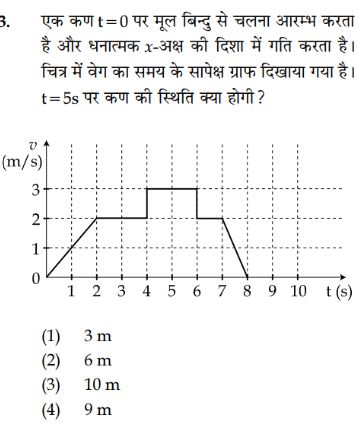 3. एक कण t=0 पर मूल बिन्दु से चलना आरम्भ करता
है और धनात्मक x-अक्ष की दिशा में गति करता है।
चित्र में वेग का समय के सापेक्ष ग्राफ दिखाया गया है।
t=5s पर कण की स्थिति क्या होगी ?
v
(m/s)
3
2
1
0
1 2 3 4 5 6 7 8 9 10 t (s)
(1) 3 m
(2) 6 m
(3) 10 m
(4) 9 m